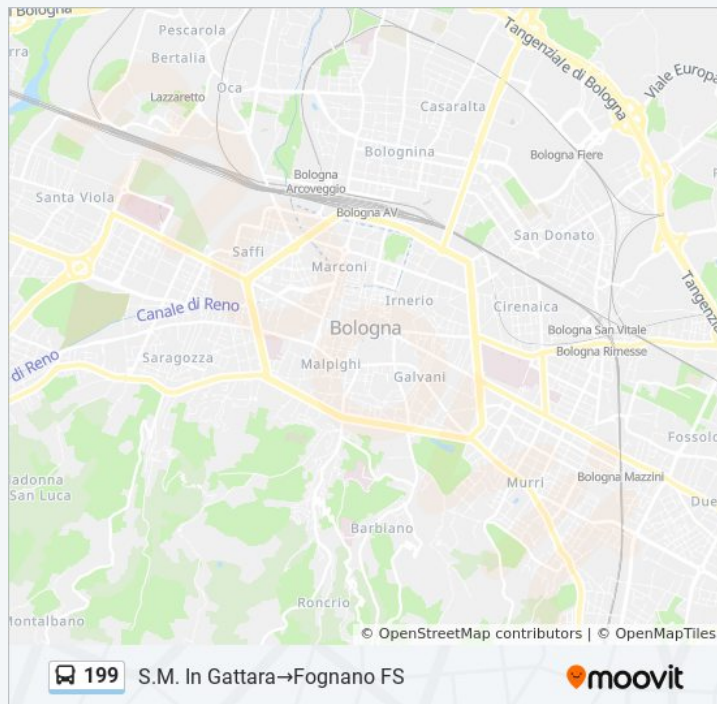 Pescarola
Bertalia
Tangenziale di Bologna
Viale Europa
Lazzaretto
Oca
Casaralta
Bolognina
Bologna Fiere
Bologna
Arcoveggio
Santa Viola
Bologna AV
San Donato
Saffi
Marconi
Irnerio
Cirenaica
Canale di Reno
Bologna
Bologna San Vitale
Bologna Rimesse
di Reno
Saragozza
Malpighi
Galvani
Fossolo
adonna
San Luca
Murri
Bologna Mazzini
Due
Barbiano
Roncrio
Montalbano
© OpenStreetMap contributors | © OpenMapTiles
199 S.M. In Gattara→Fognano FS
moovit